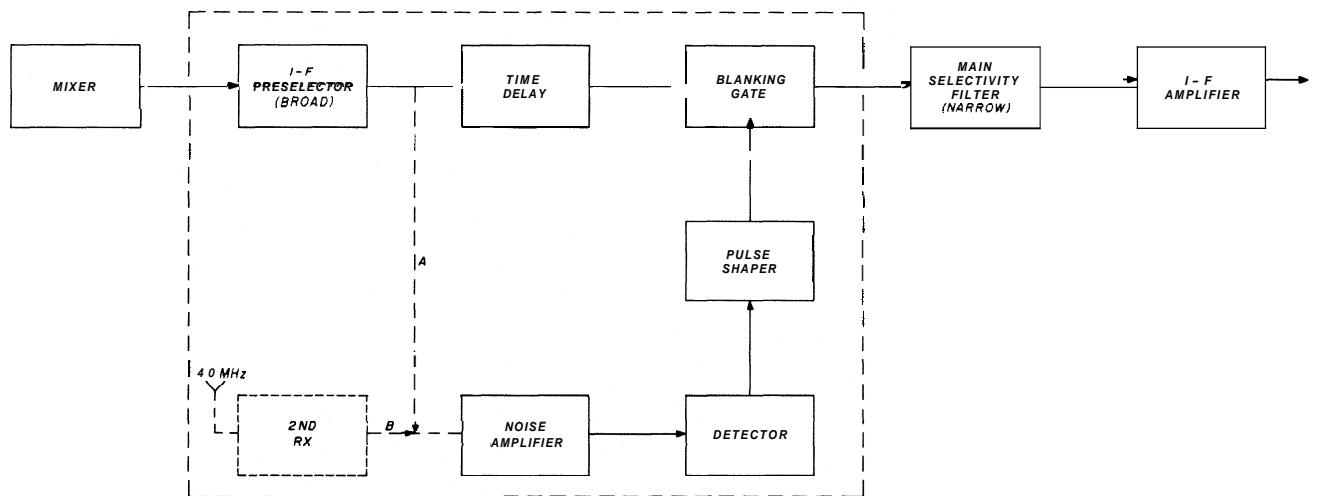 MIXER
I-F
PRESELECTOR
(BROAD)
TIME
DELAY
BLANKING
GATE
MAIN
SELECTIVITY
FILTER
(NARROW)
I-F
AMPLIFIER
PULSE
SHAPER
A
40 MHz
2ND
RX
B
NOISE
AMPLIFIER
DETECTOR